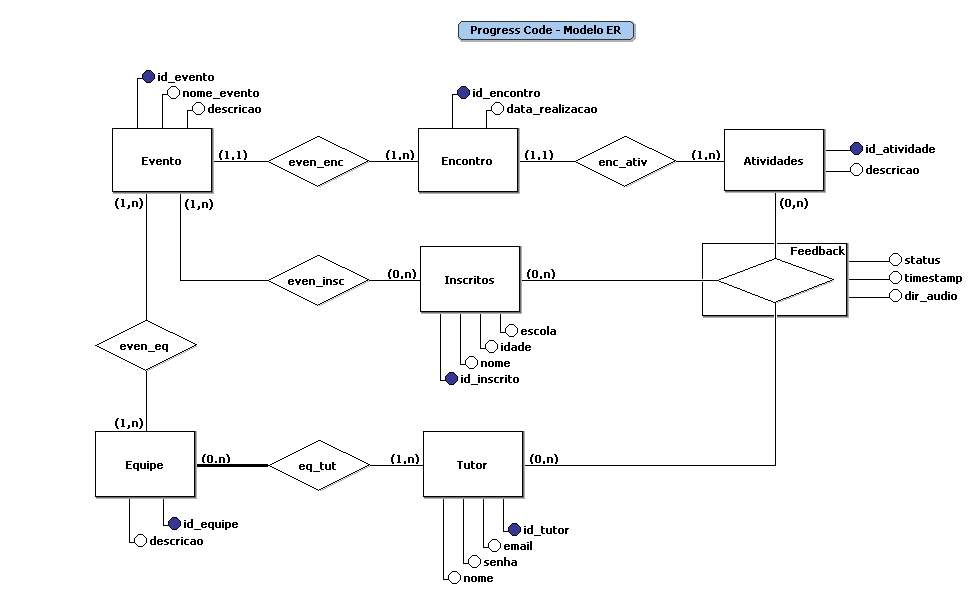 Progress Code - Modelo ER
id_evento
nome_evento
descricao
id_encontro
data_realizacao
Evento
(1,1)
even_enc
(1,n)
Encontro
(1,1)
enc_ativ
(1,n)
Atividades
id_atividade
descricao
(1,n)
(1,n)
(0,n)
Feedback
status
timestamp
dir_audio
even_insc
(0,n)
Inscritos
(0,n)
escola
idade
nome
id_inscrito
even_eq
(1,n)
Equipe
(0,n)
eq_tut
(1,n)
Tutor
(0,n)
id_equipe
descricao
id_tutor
email
senha
nome